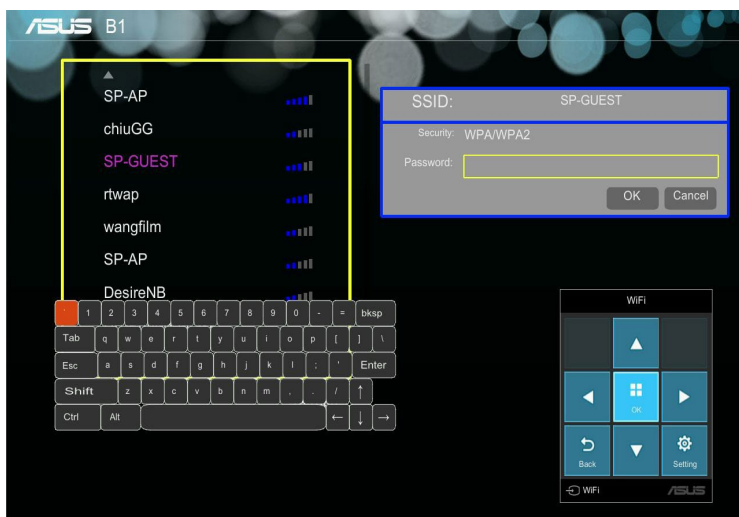 ASUS B1
SP-AP
chiuGG
SP-GUEST
rtwap
wangfilm
SP-AP
DesireNB
SSID: SP-GUEST
Security: WPA/WPA2
Password:
OK Cancel
` 1 2 3 4 5 6 7 8 9 0 - = bksp
Tab q w e r t y u i o p [ ] \
Esc a s d f g h j k l ; ' Enter
Shift z x c v b n m , . / ↑
Ctrl Alt ← ↓ →
WiFi
OK
Back Setting
WiFi ASUS